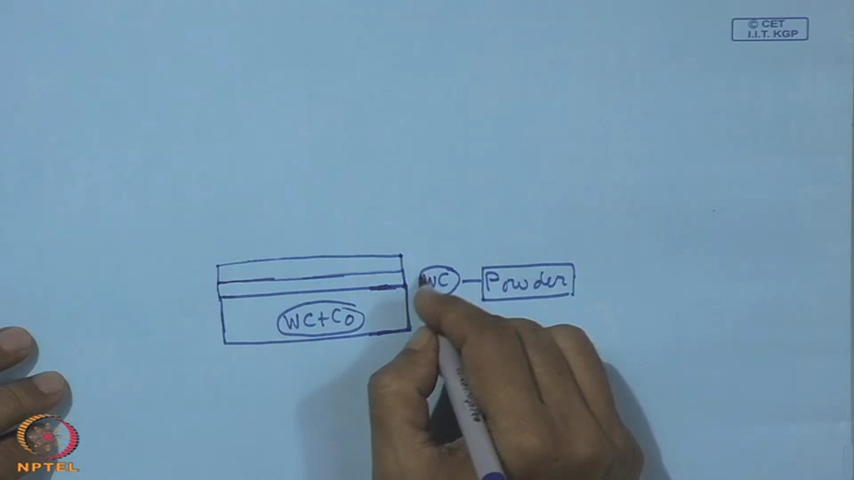 © CET
I.I.T. KGP
WC
Powder
WC+Co
NPTEL